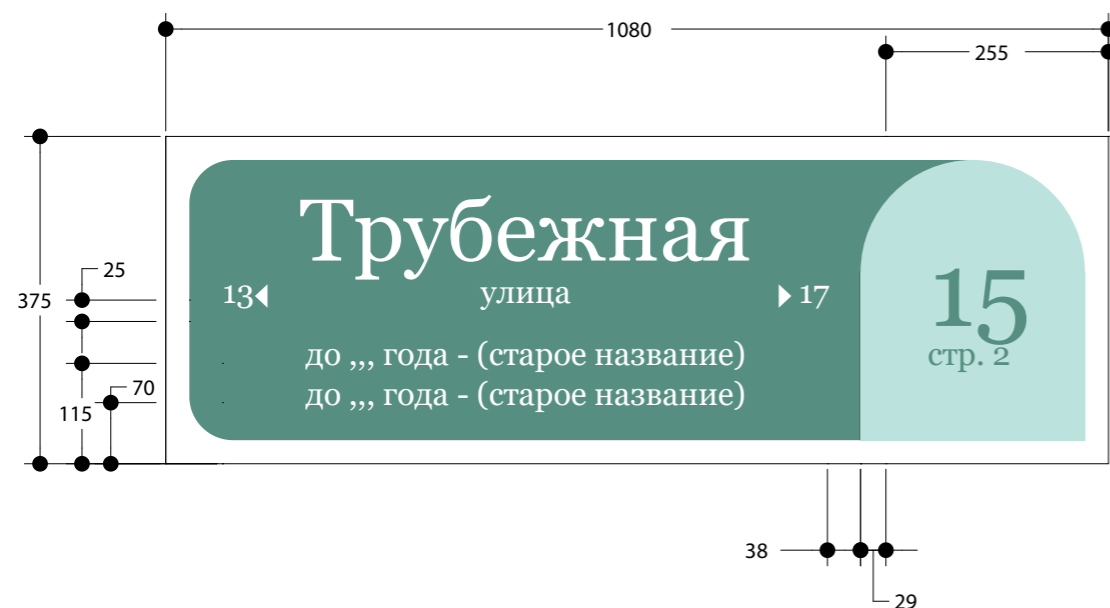 1080
255
Трубежная
25
375
13
улица
17
15
до ,,, года - (старое название)
стр. 2
70
до ,,, года - (старое название)
115
38
29